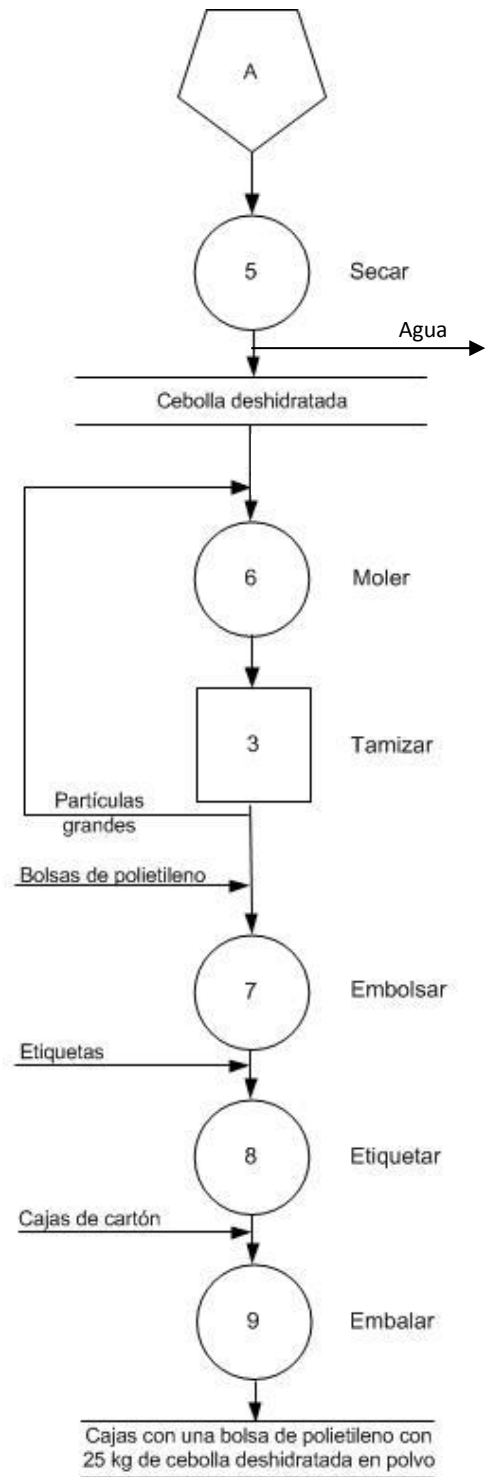 A
5
Secar
Agua
Cebolla deshidratada
6
Moler
3
Tamizar
Partículas
grandes
Bolsas de polietileno
7
Embolsar
Etiquetas
8
Etiquetar
Cajas de cartón
9
Embalar
Cajas con una bolsa de polietileno con
25 kg de cebolla deshidratada en polvo